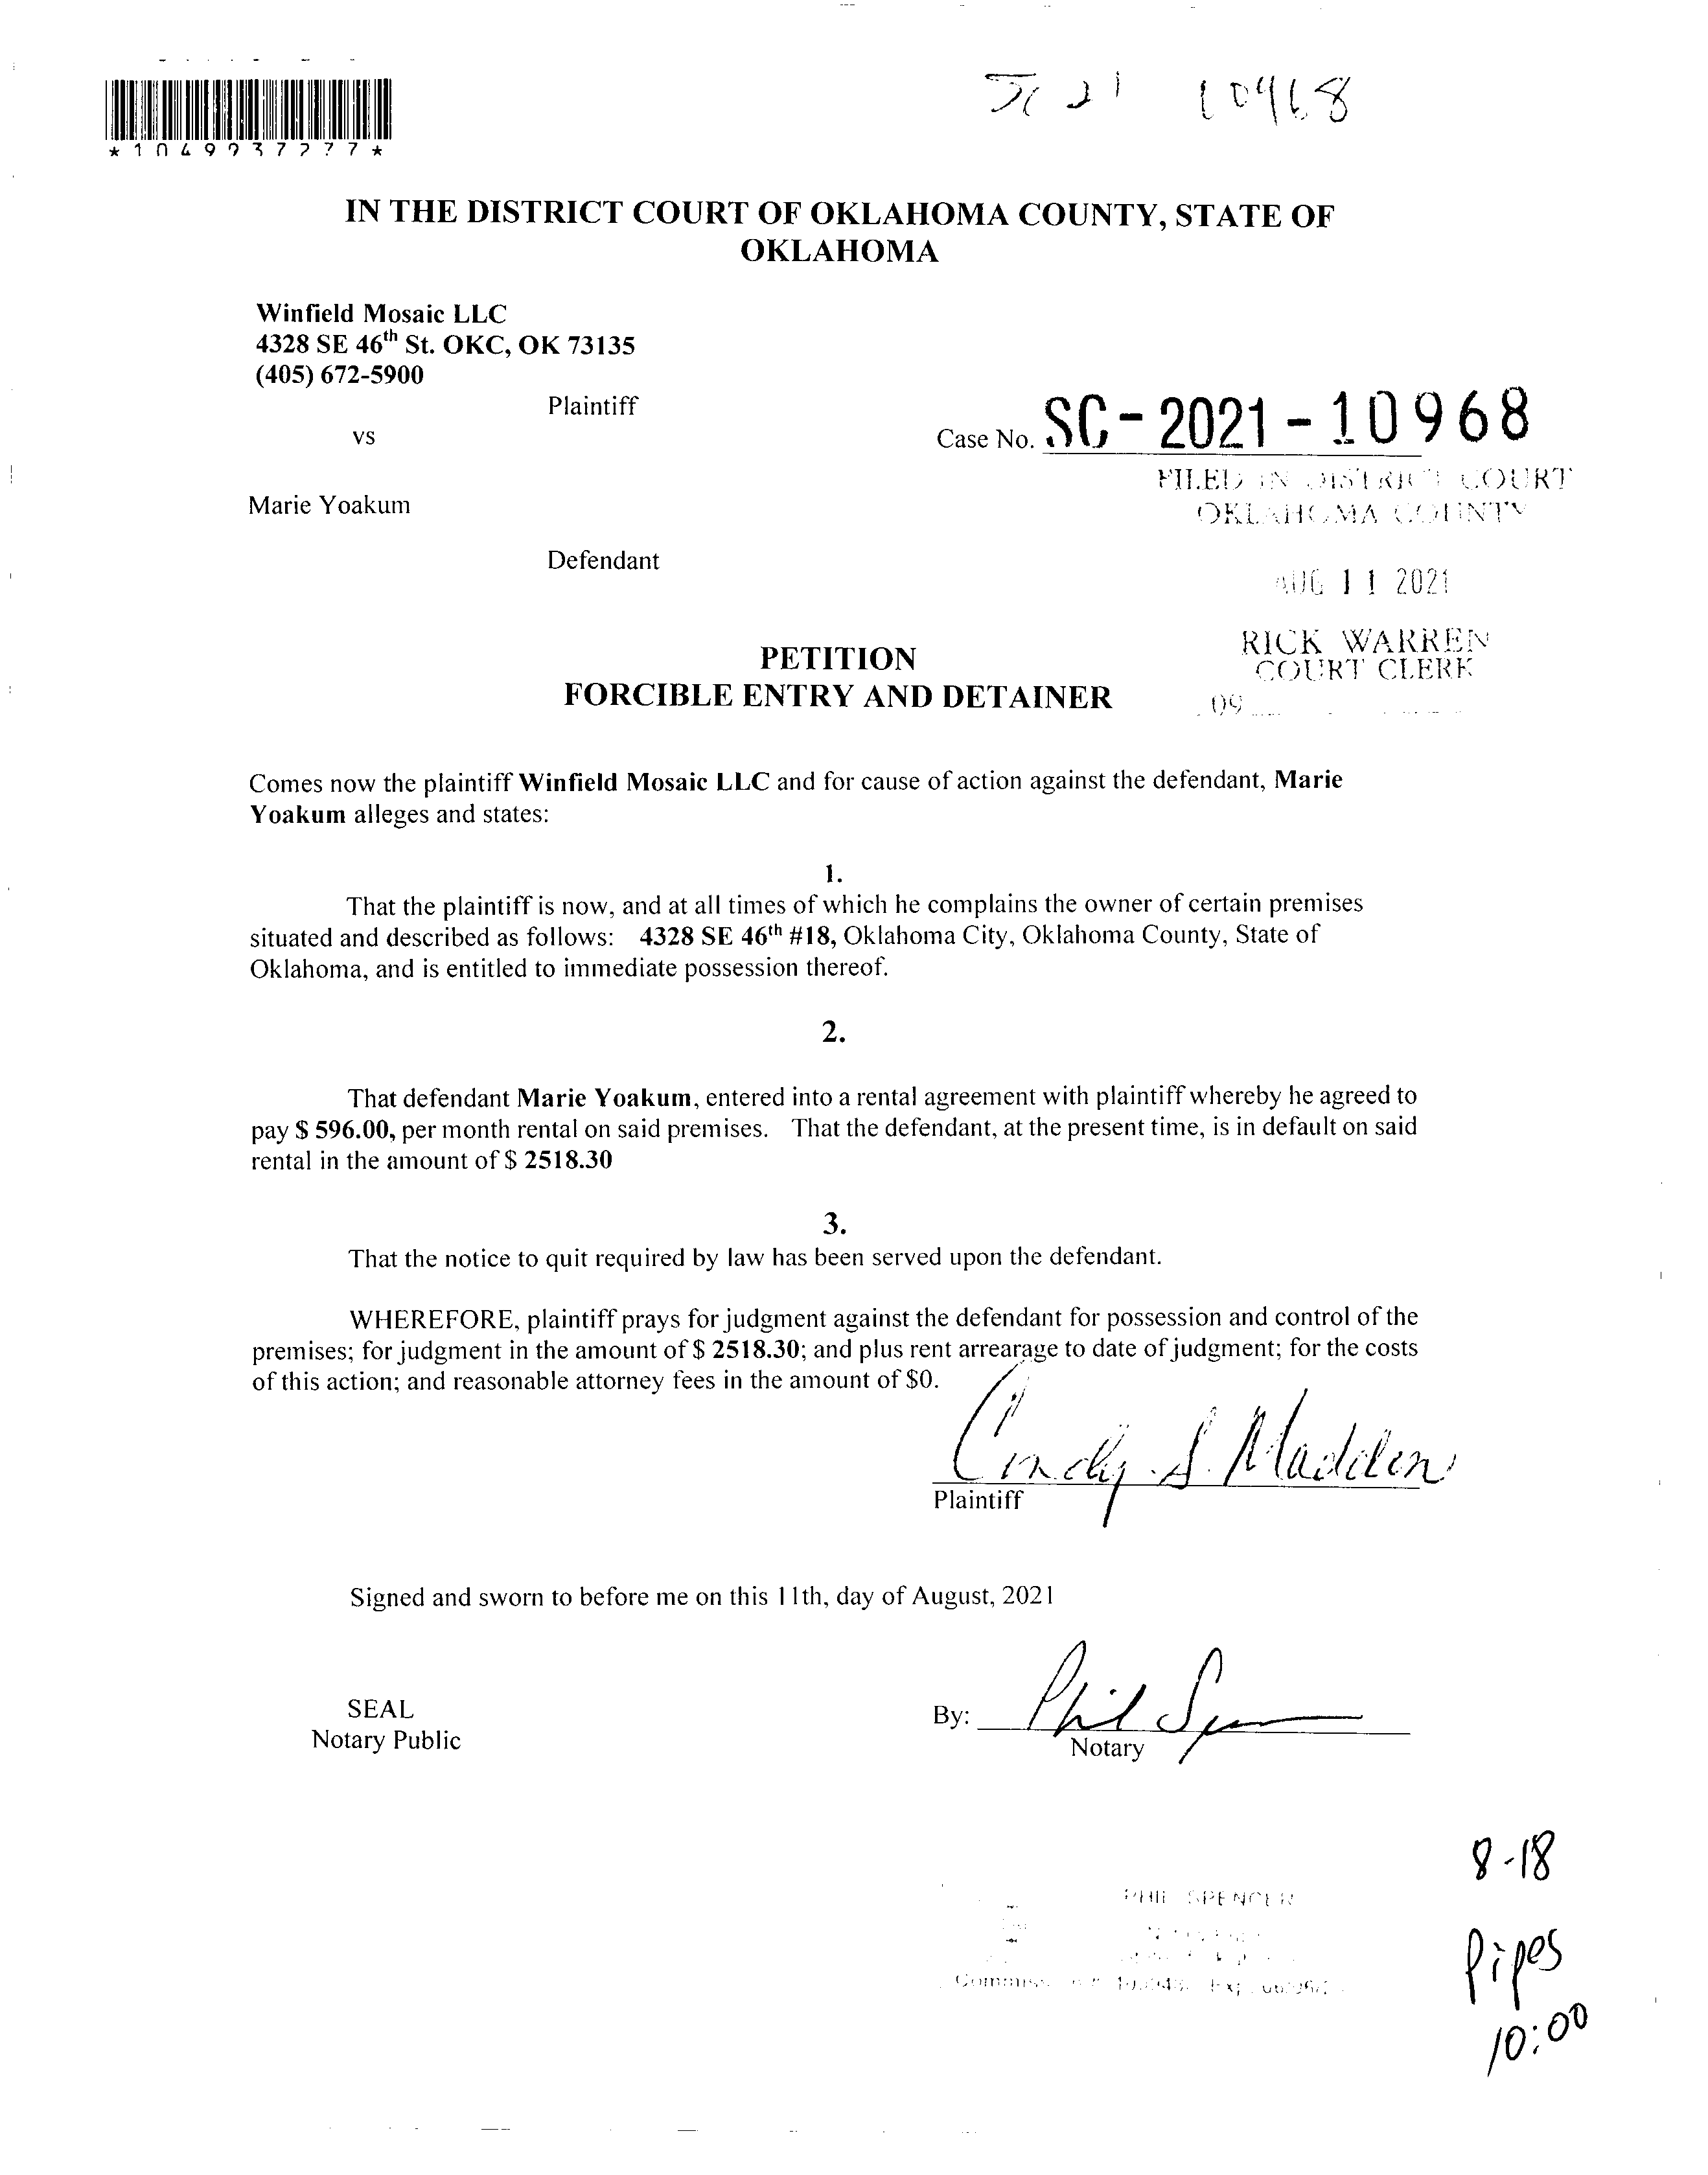 SC 21 10968
IN THE DISTRICT COURT OF OKLAHOMA COUNTY, STATE OF
OKLAHOMA
Winfield Mosaic LLC
4328 SE 46th St. OKC, OK 73135
(405) 672-5900
Plaintiff
vs
Case No. SC-2021-10968
FILED IN DISTRICT COURT
OKLAHOMA COUNTY
Marie Yoakum
Defendant
AUG 11 2021
RICK WARREN
COURT CLERK
09
PETITION
FORCIBLE ENTRY AND DETAINER
Comes now the plaintiff Winfield Mosaic LLC and for cause of action against the defendant, Marie
Yoakum alleges and states:
1.
That the plaintiff is now, and at all times of which he complains the owner of certain premises
situated and described as follows: 4328 SE 46th #18, Oklahoma City, Oklahoma County, State of
Oklahoma, and is entitled to immediate possession thereof.
2.
That defendant Marie Yoakum, entered into a rental agreement with plaintiff whereby he agreed to
pay $ 596.00, per month rental on said premises. That the defendant, at the present time, is in default on said
rental in the amount of $ 2518.30
3.
That the notice to quit required by law has been served upon the defendant.
WHEREFORE, plaintiff prays for judgment against the defendant for possession and control of the
premises; for judgment in the amount of $ 2518.30; and plus rent arrearage to date of judgment; for the costs
of this action; and reasonable attorney fees in the amount of $0.
Cindy S. Madden
Plaintiff
Signed and sworn to before me on this 11th, day of August, 2021
SEAL
Notary Public
By: Phil Spencer
Notary
8-18
PHIL SPENCER
Pipes
10:00